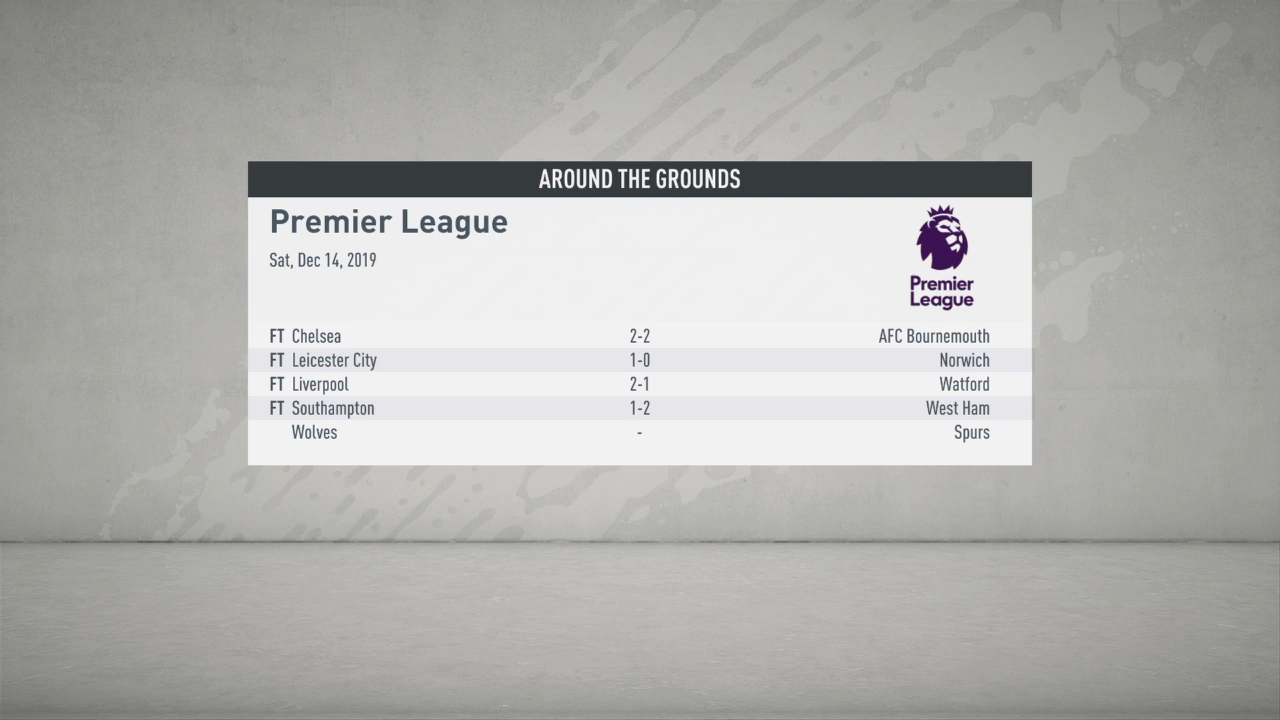 AROUND THE GROUNDS
Premier League
Sat, Dec 14, 2019
Premier
League
FT Chelsea 2-2 AFC Bournemouth
FT Leicester City 1-0 Norwich
FT Liverpool 2-1 Watford
FT Southampton 1-2 West Ham
Wolves - Spurs